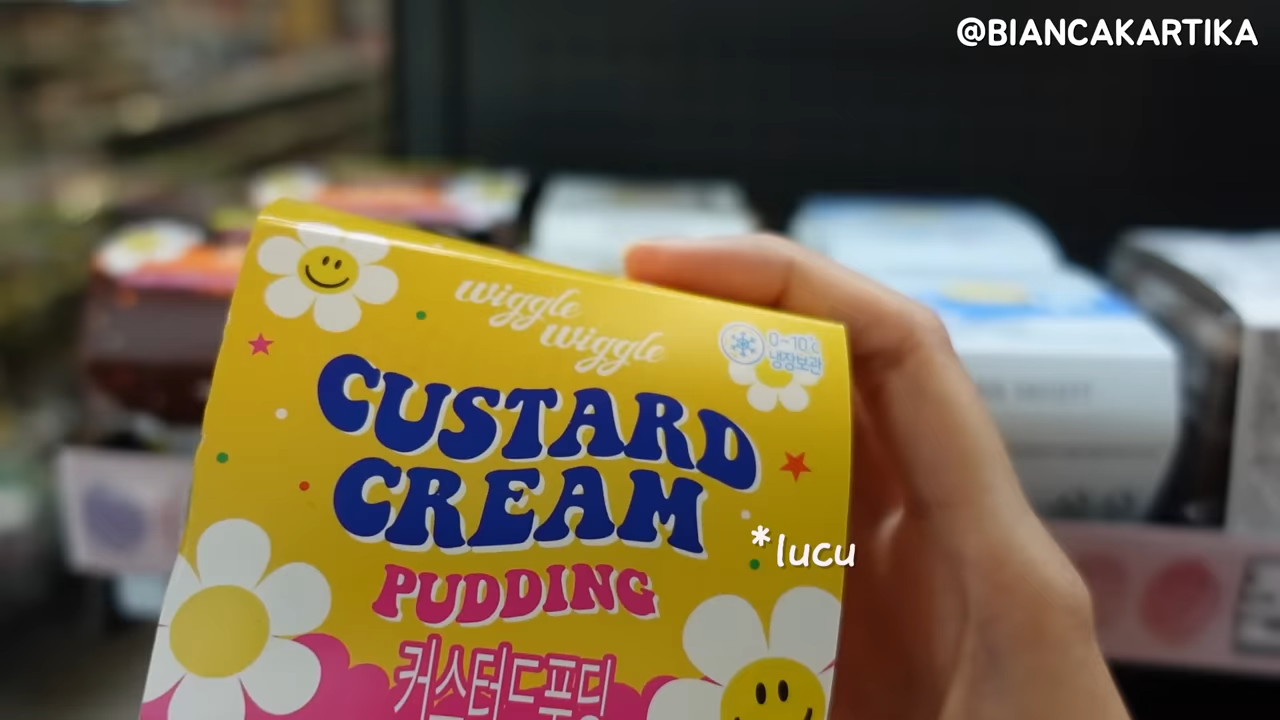 @BIANCAKARTIKA
wiggle
wiggle
0~10℃
냉장보관
CUSTARD
CREAM
PUDDING
*lucu
커스터드푸딩